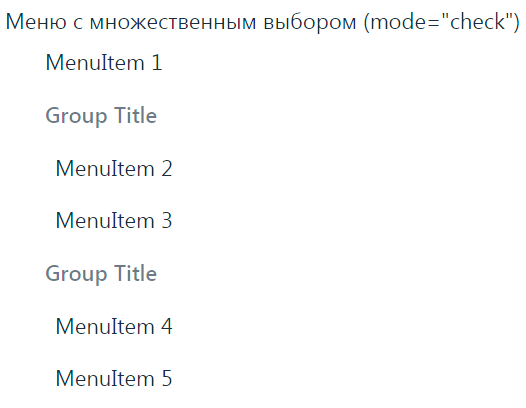 Меню с множественным выбором (mode="check")
MenuItem 1
Group Title
MenuItem 2
MenuItem 3
Group Title
MenuItem 4
MenuItem 5